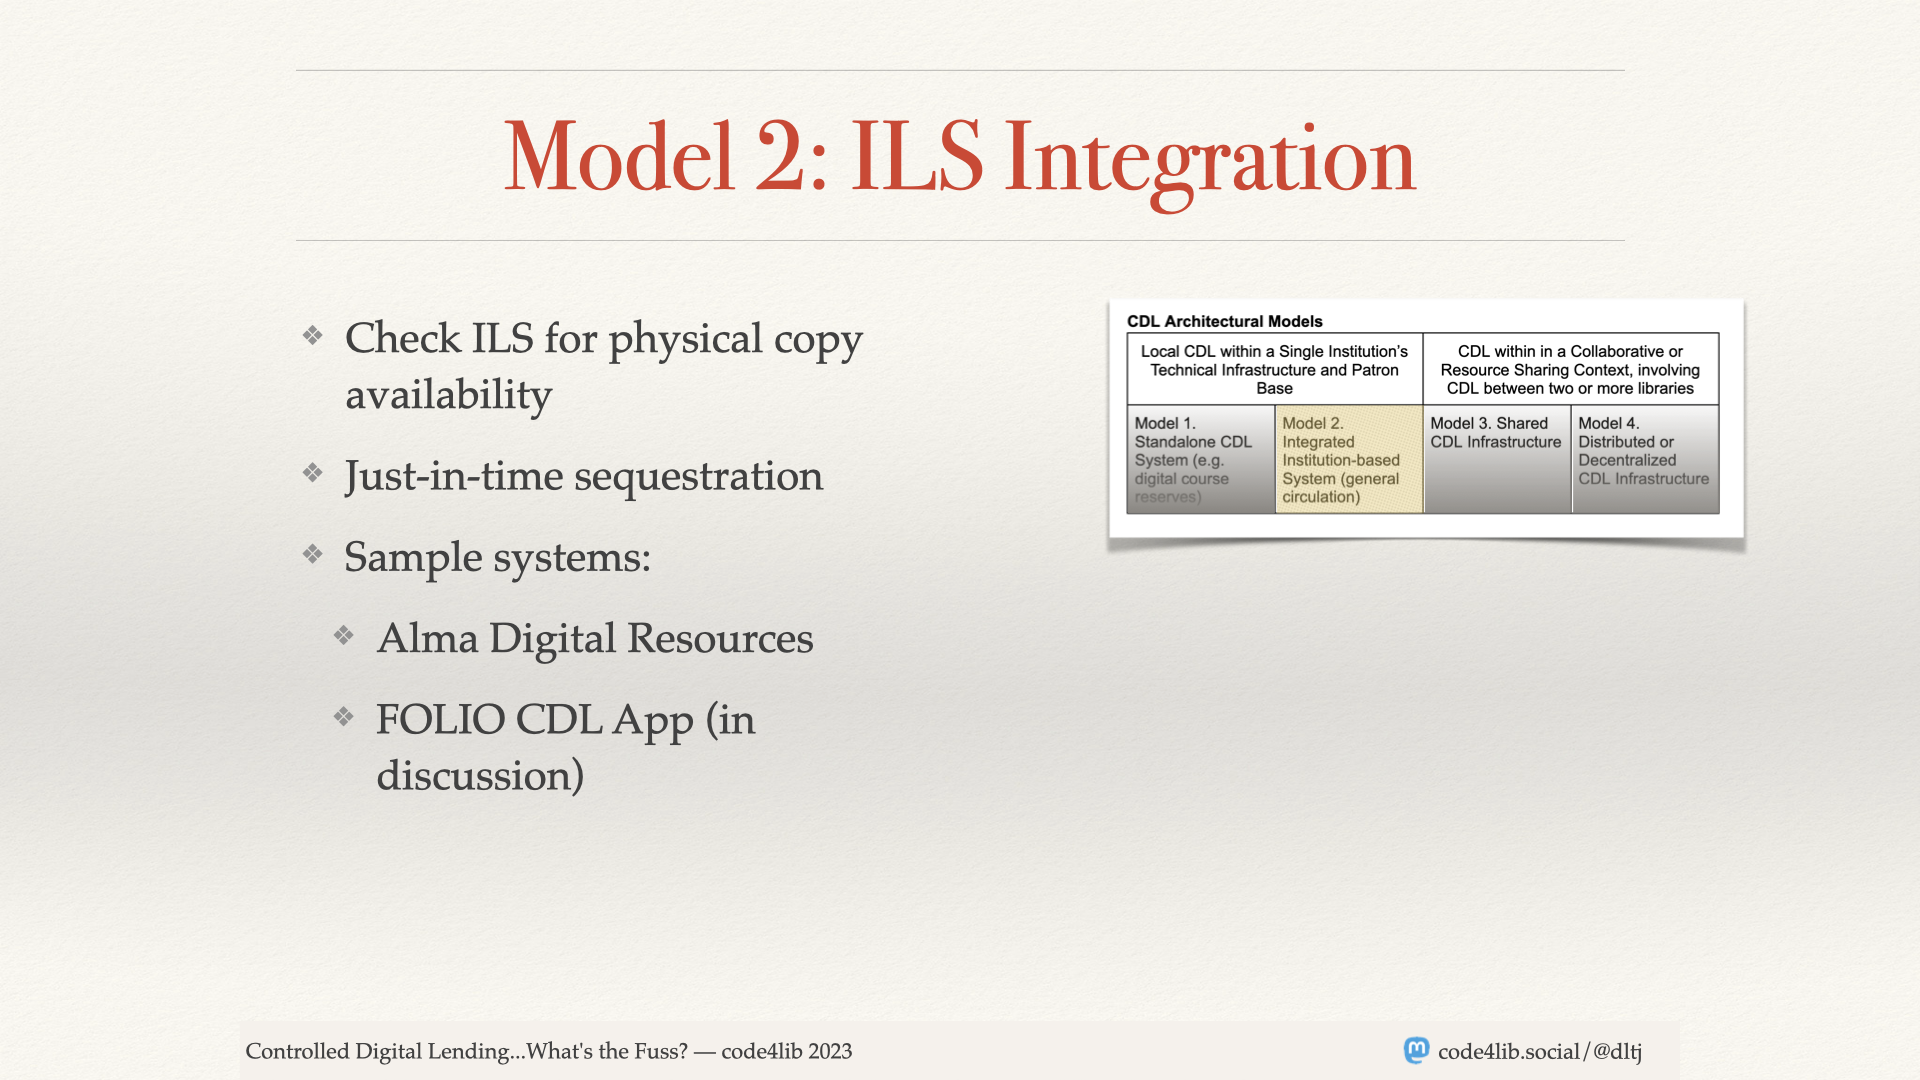 Model 2: ILS Integration
❖ Check ILS for physical copy
availability
❖ Just-in-time sequestration
❖ Sample systems:
❖ Alma Digital Resources
❖ FOLIO CDL App (in
discussion)
CDL Architectural Models
Local CDL within a Single Institution's
Technical Infrastructure and Patron
Base
CDL within in a Collaborative or
Resource Sharing Context, involving
CDL between two or more libraries
Model 1.
Standalone CDL
System (e.g.
digital course
reserves)
Model 2.
Integrated
Institution-based
System (general
circulation)
Model 3. Shared
CDL Infrastructure
Model 4.
Distributed or
Decentralized
CDL Infrastructure
Controlled Digital Lending...What's the Fuss? — code4lib 2023
code4lib.social/@dltj